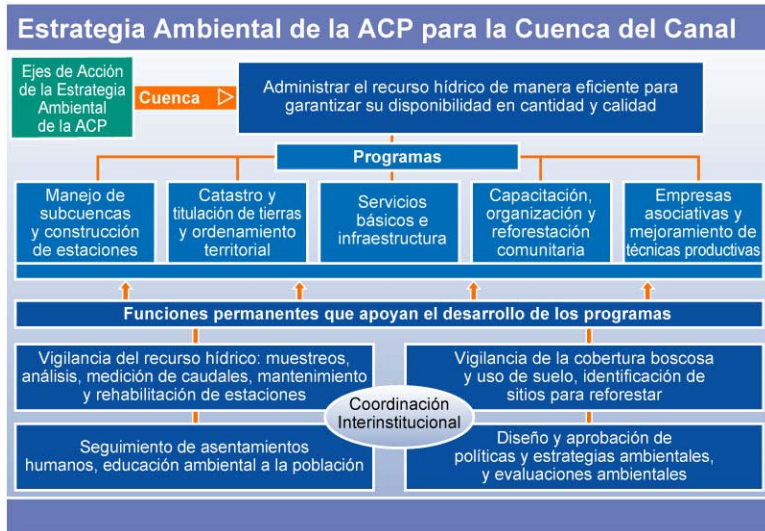 Estrategia Ambiental de la ACP para la Cuenca del Canal
Ejes de Acción
de la Estrategia
Ambiental
de la ACP
Cuenca
Administrar el recurso hídrico de manera eficiente para
garantizar su disponibilidad en cantidad y calidad
Programas
Manejo de
subcuencas
y construcción
de estaciones
Catastro y
titulación de tierras
y ordenamiento
territorial
Servicios
básicos e
infraestructura
Capacitación,
organización y
reforestación
comunitaria
Empresas
asociativas y
mejoramiento de
técnicas productivas
Funciones permanentes que apoyan el desarrollo de los programas
Vigilancia del recurso hídrico: muestreos,
análisis, medición de caudales, mantenimiento
y rehabilitación de estaciones
Vigilancia de la cobertura boscosa
y uso de suelo, identificación de
sitios para reforestar
Coordinación
Interinstitucional
Seguimiento de asentamientos
humanos, educación ambiental a la población
Diseño y aprobación de
políticas y estrategias ambientales,
y evaluaciones ambientales